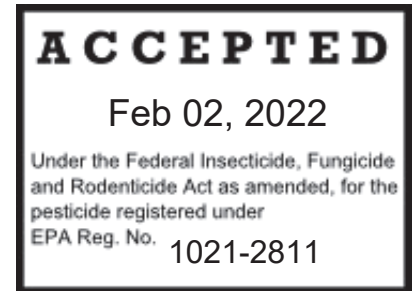 ACCEPTED
Feb 02, 2022
Under the Federal Insecticide, Fungicide
and Rodenticide Act as amended, for the
pesticide registered under
EPA Reg. No. 1021-2811